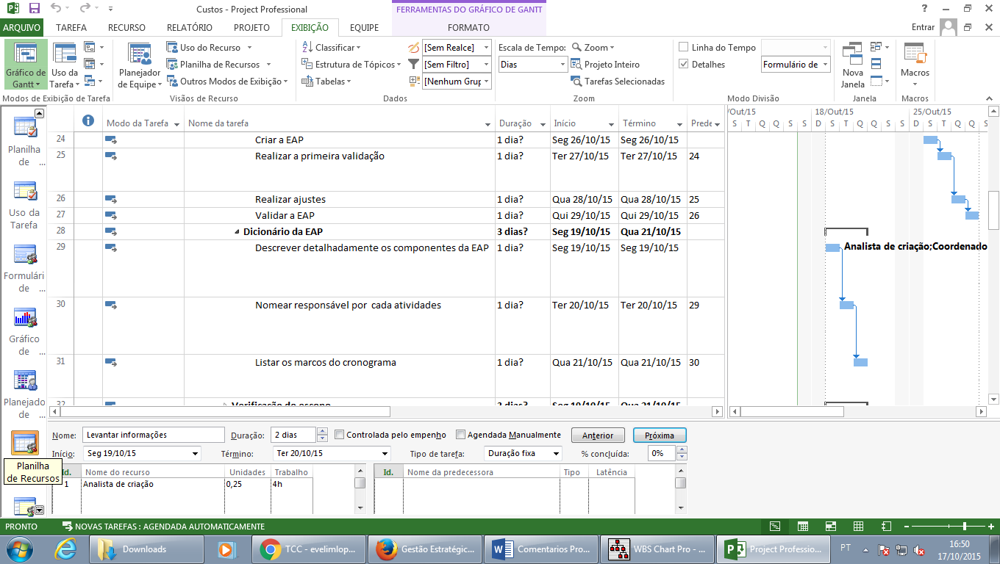 Custos - Project Professional
FERRAMENTAS DO GRÁFICO DE GANTT
ARQUIVO TAREFA RECURSO RELATÓRIO PROJETO EXIBIÇÃO EQUIPE FORMATO Entrar
Gráfico de Gantt
Uso da Tarefa
Modos de Exibição de Tarefa
Planejador de Equipe
Uso do Recurso
Planilha de Recursos
Outros Modos de Exibição
Visões de Recurso
Classificar
Estrutura de Tópicos
Tabelas
[Sem Realce]
[Sem Filtro]
[Nenhum Grup
Dados
Escala de Tempo:
Dias
Zoom
Projeto Inteiro
Tarefas Selecionadas
Zoom
Linha do Tempo
Detalhes
Formulário de
Modo Divisão
Nova Janela
Janela
Macros
Macros
Modo da Tarefa Nome da tarefa Duração Início Término Prede
/Out/15 18/Out/15 25/Out/15
S T Q Q S S D S T Q Q S S D S T Q Q S
24 Criar a EAP 1 dia? Seg 26/10/15 Seg 26/10/15
25 Realizar a primeira validação 1 dia? Ter 27/10/15 Ter 27/10/15 24
26 Realizar ajustes 1 dia? Qua 28/10/15 Qua 28/10/15 25
27 Validar a EAP 1 dia? Qui 29/10/15 Qui 29/10/15 26
28 Dicionário da EAP 3 dias? Seg 19/10/15 Qua 21/10/15
29 Descrever detalhadamente os componentes da EAP 1 dia? Seg 19/10/15 Seg 19/10/15
Analista de criação;Coordenado
30 Nomear responsável por cada atividades 1 dia? Ter 20/10/15 Ter 20/10/15 29
31 Listar os marcos do cronograma 1 dia? Qua 21/10/15 Qua 21/10/15 30
32 Verificação do escopo 3 dias? Seg 19/10/15 Qua 21/10/15
Planilha de ...
Uso da Tarefa
Formulári de ...
Gráfico de ...
Planejado de ...
Planilha de Recursos
Nome: Levantar informações Duração: 2 dias Controlada pelo empenho Agendada Manualmente Anterior Próxima
Início: Seg 19/10/15 Término: Ter 20/10/15 Tipo de tarefa: Duração fixa % concluída: 0%
Id. Nome do recurso Unidades Trabalho Id. Nome da predecessora Tipo Latência
1 Analista de criação 0,25 4h
PRONTO NOVAS TAREFAS : AGENDADA AUTOMATICAMENTE
Downloads
TCC - evelimlop...
Gestão Estratégic...
Comentarios Pro...
WBS Chart Pro - ...
Project Professio...
PT
16:50
17/10/2015